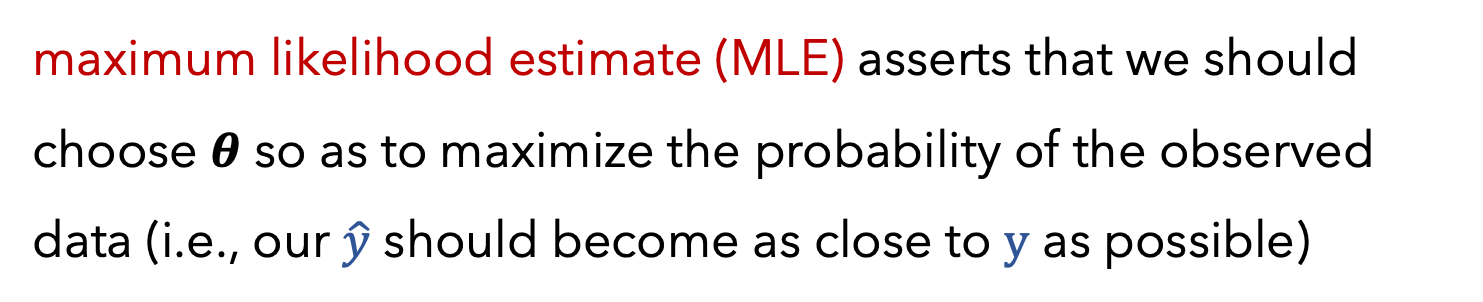 maximum likelihood estimate (MLE) asserts that we should
choose θ so as to maximize the probability of the observed
data (i.e., our ŷ should become as close to y as possible)